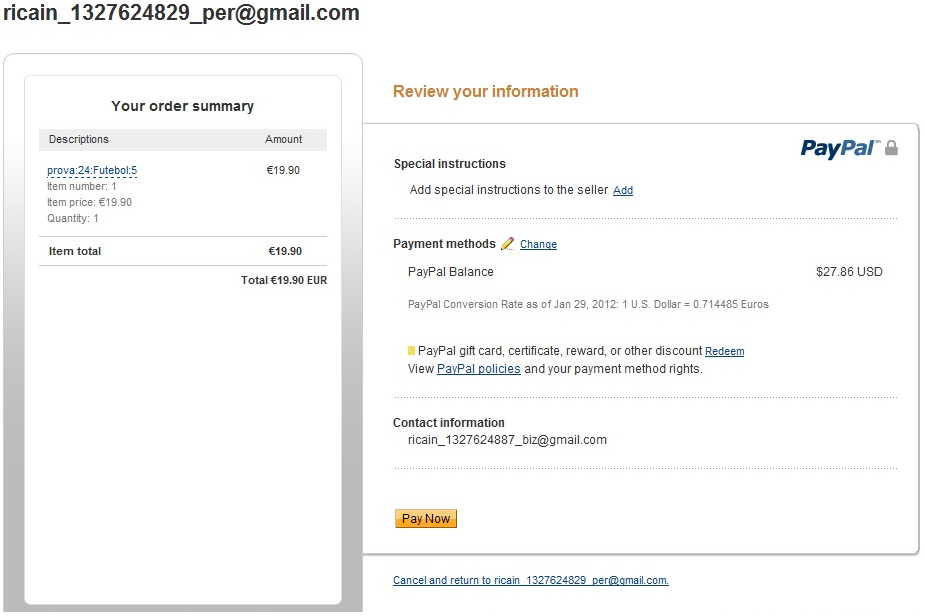 ricain_1327624829_per@gmail.com
Your order summary
Descriptions Amount
prova:24:Futebol:5 €19.90
Item number: 1
Item price: €19.90
Quantity: 1
Item total €19.90
Total €19.90 EUR
Review your information
PayPal
Special instructions
Add special instructions to the seller Add
Payment methods Change
PayPal Balance $27.86 USD
PayPal Conversion Rate as of Jan 29, 2012: 1 U.S. Dollar = 0.714485 Euros
PayPal gift card, certificate, reward, or other discount Redeem
View PayPal policies and your payment method rights.
Contact information
ricain_1327624887_biz@gmail.com
Pay Now
Cancel and return to ricain_1327624829_per@gmail.com.